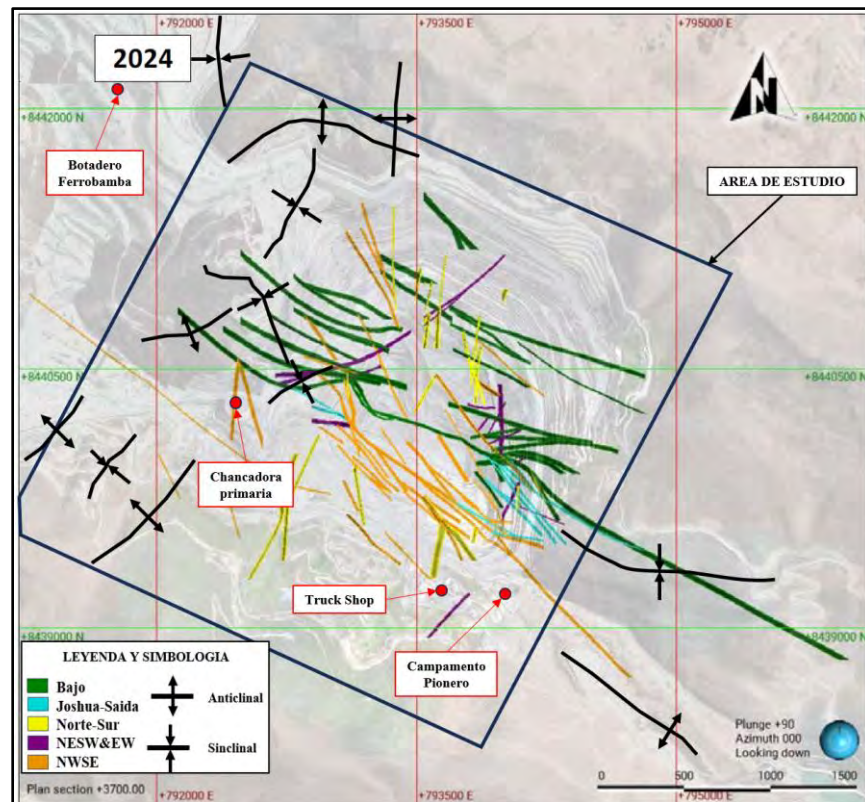 +792000 E
+793500 E
+795000 E
2024
+8442000 N
+8442000 N
N
Botadero
Ferrobamba
AREA DE ESTUDIO
+8440500 N
+8440500 N
Chancadora
primaria
Truck Shop
Campamento
Pionero
+8439000 N
+8439000 N
LEYENDA Y SIMBOLOGIA
Bajo
Joshua-Saida
Norte-Sur
NESW&EW
NWSE
Anticlinal
Sinclinal
Plunge +90
Azimuth 000
Looking down
0 500 1000 1500
Plan section +3700.00
+792000 E
+793500 E
+795000 E